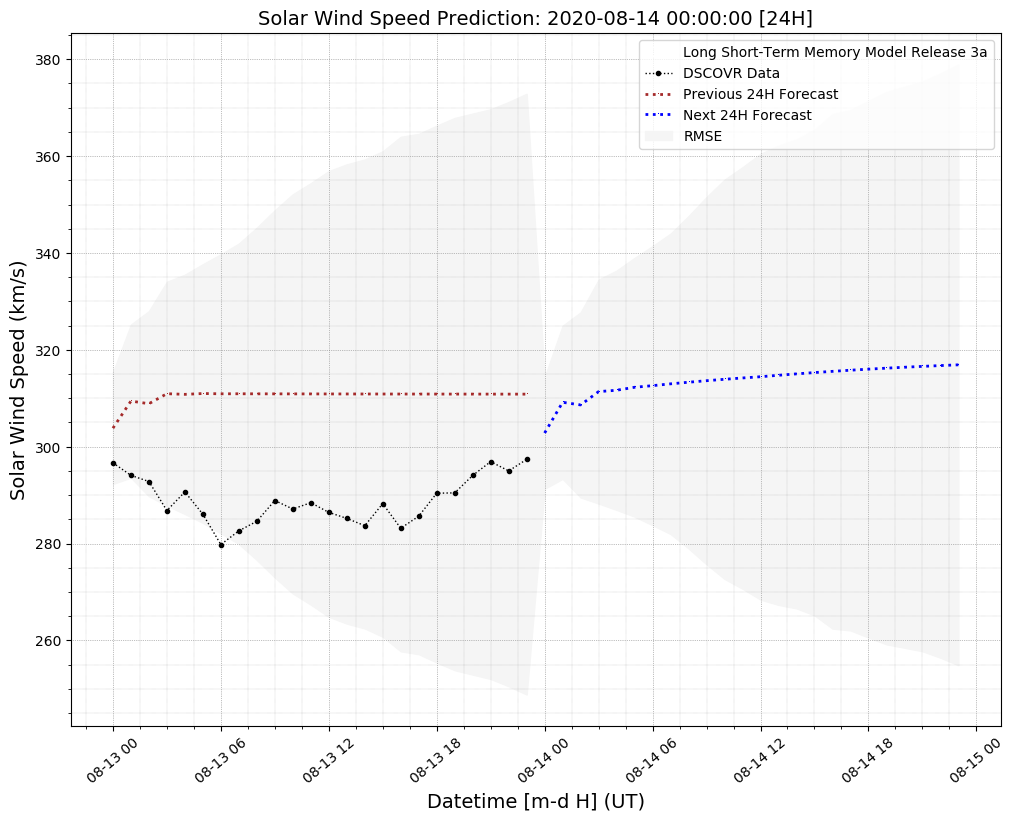 Solar Wind Speed Prediction: 2020-08-14 00:00:00 [24H]
Long Short-Term Memory Model Release 3a
DSCOVR Data
Previous 24H Forecast
Next 24H Forecast
RMSE
Solar Wind Speed (km/s)
380
360
340
320
300
280
260
08-13 00
08-13 06
08-13 12
08-13 18
08-14 00
08-14 06
08-14 12
08-14 18
08-15 00
Datetime [m-d H] (UT)